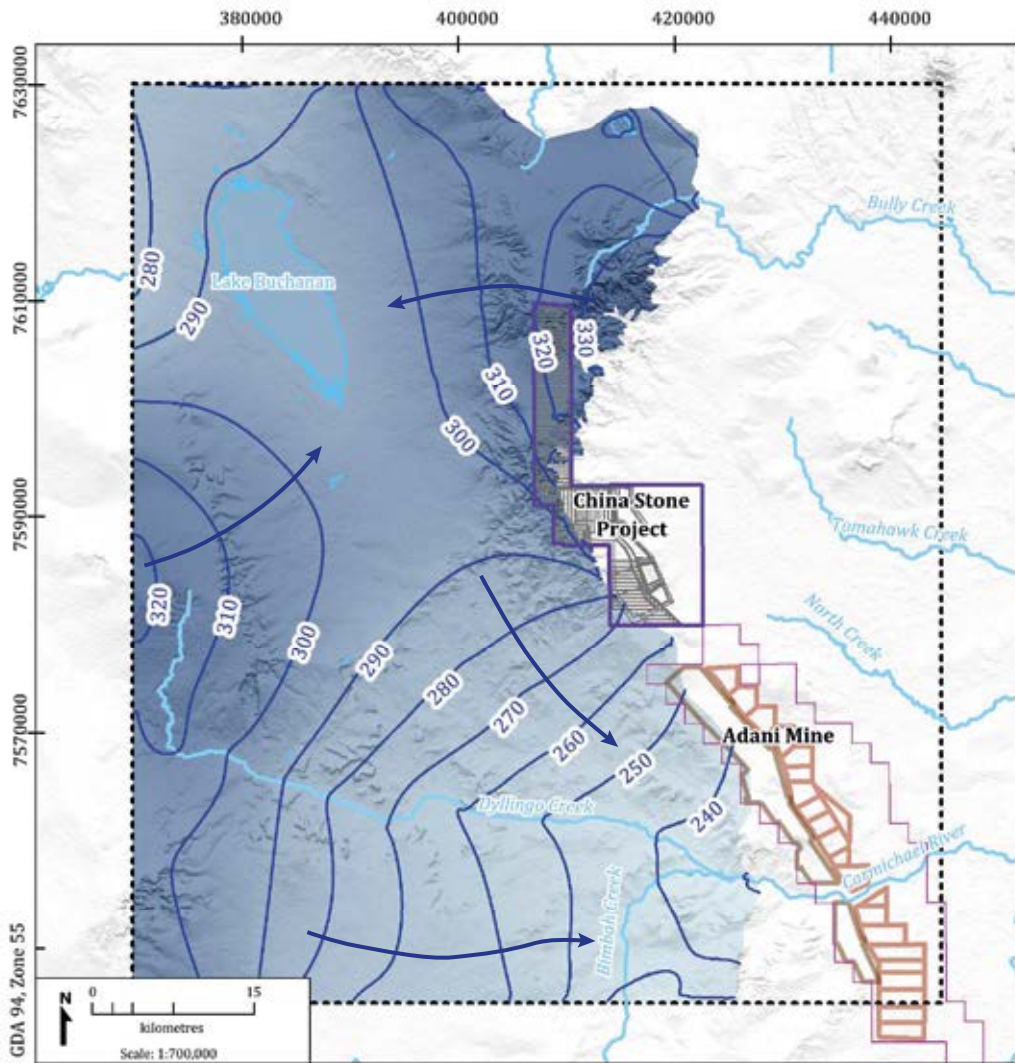 380000
400000
420000
440000
7630000
7610000
7590000
7570000
GDA 94, Zone 55
Bully Creek
Lake Buchanan
280
290
320
330
310
300
China Stone
Project
Tomahawk Creek
North Creek
320
310
300
290
280
270
260
250
240
Adani Mine
Dyllingo Creek
Carmichael River
Bimbah Creek
N
0
15
kilometres
Scale: 1:700,000